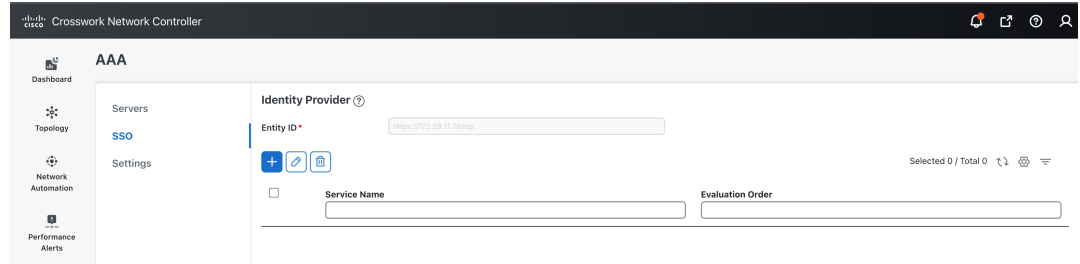 cisco Crosswork Network Controller
AAA
Dashboard
Topology
Network
Automation
Performance
Alerts
Servers
SSO
Settings
Identity Provider ?
Entity ID *
https://172.29.11.75/idp
Selected 0 / Total 0
Service Name
Evaluation Order